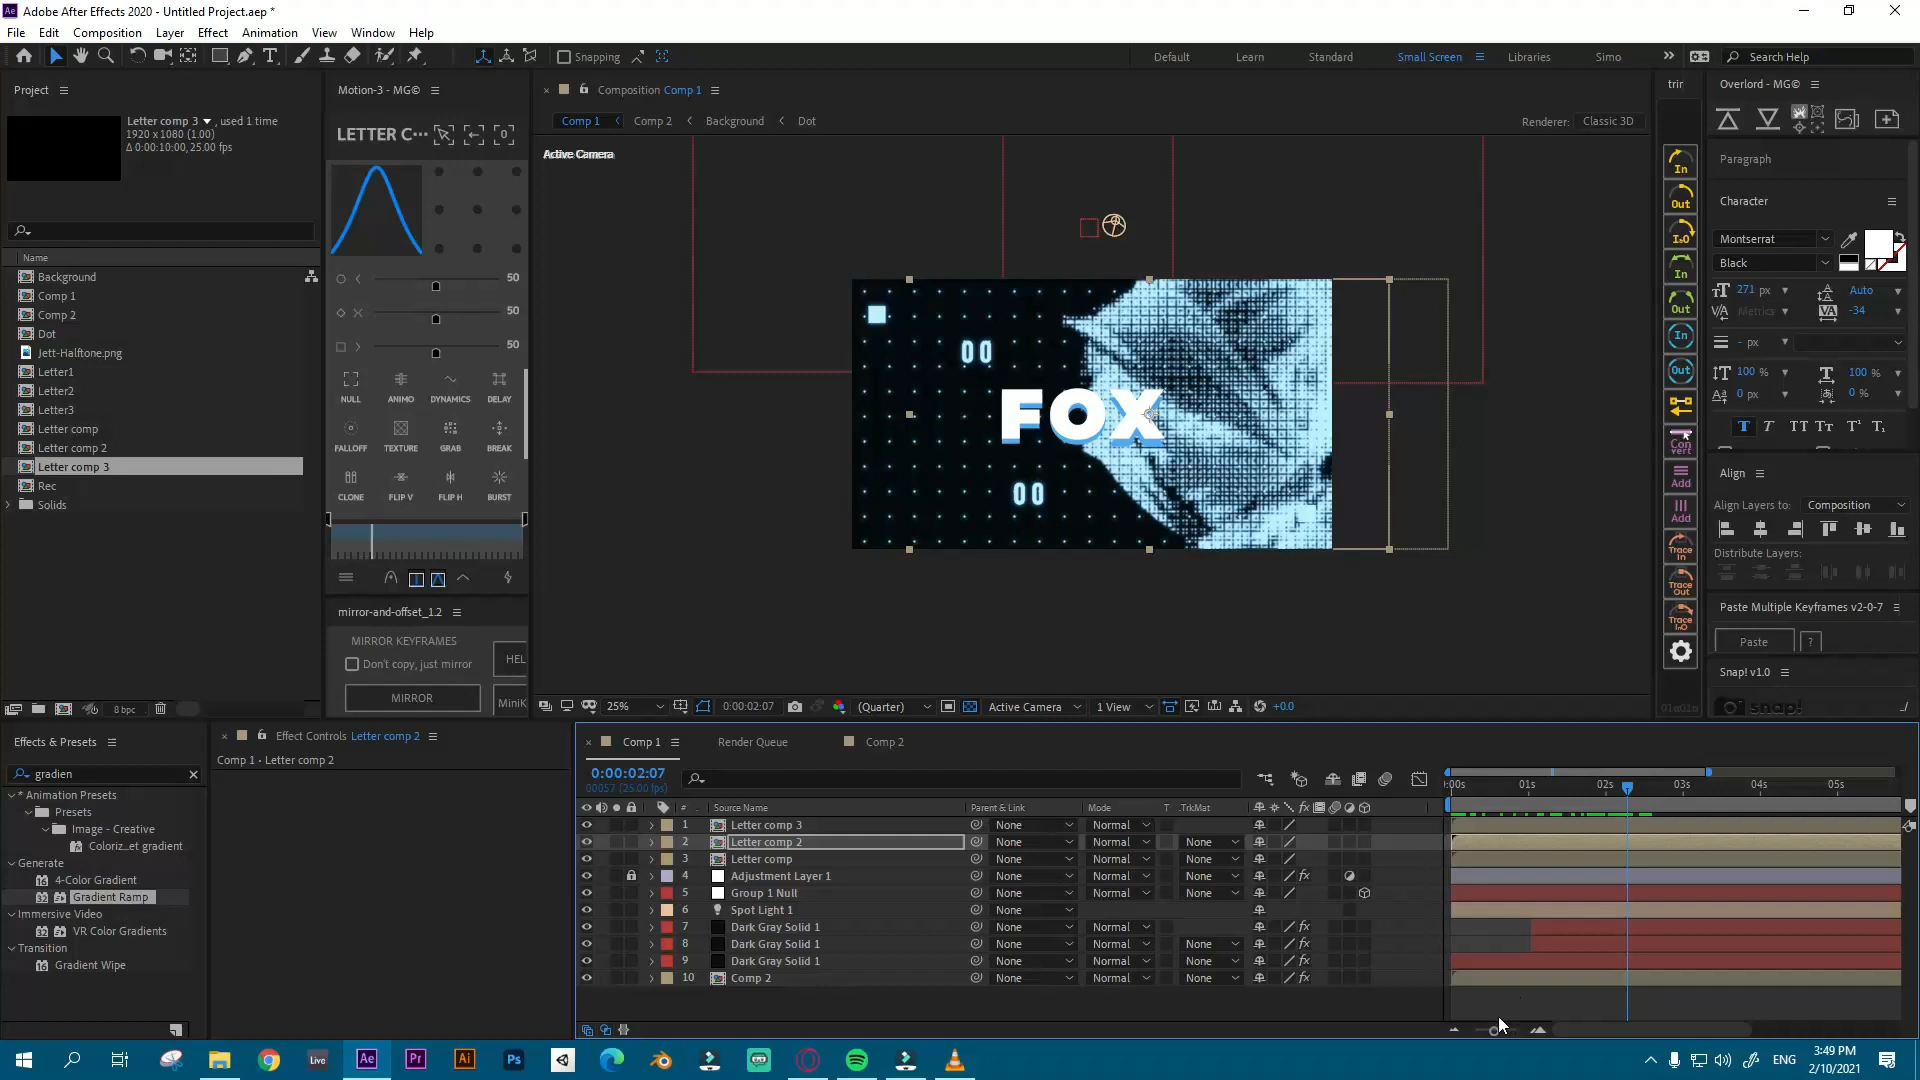 Adobe After Effects 2020 - Untitled Project.aep *
File Edit Composition Layer Effect Animation View Window Help
Snapping
Default Learn Standard Small Screen Libraries Simo
Search Help
Project
Letter comp 3 , used 1 time
1920 x 1080 (1.00)
Δ 0:00:10:00, 25.00 fps
Name
Background
Comp 1
Comp 2
Dot
Jett-Halftone.png
Letter1
Letter2
Letter3
Letter comp
Letter comp 2
Letter comp 3
Rec
Solids
8 bpc
Motion-3 - MG©
LETTER C···
50
50
50
NULL ANIMO DYNAMICS DELAY
FALLOFF TEXTURE GRAB BREAK
CLONE FLIP V FLIP H BURST
mirror-and-offset_1.2
MIRROR KEYFRAMES
Don't copy, just mirror
HEL
MIRROR
MiniK
Composition Comp 1
Comp 1 Comp 2 Background Dot
Renderer: Classic 3D
Active Camera
00
FOX
00
25% 0:00:02:07 (Quarter) Active Camera 1 View +0.0
trir
In
Out
I₂O
In
Out
In
Out
Con
vert
Add
Add
Trace
In
Trace
Out
Trace
InO
Overlord - MG©
Paragraph
Character
Montserrat
Black
271 px Auto
Metrics -34
- px
100 % 100 %
0 px 0 %
Align
Align Layers to: Composition
Distribute Layers:
Paste Multiple Keyframes v2-0-7
Paste ?
Snap! v1.0
snap!
Effects & Presets
gradien
* Animation Presets
Presets
Image - Creative
Coloriz...et gradient
Generate
4-Color Gradient
Gradient Ramp
Immersive Video
VR Color Gradients
Transition
Gradient Wipe
Effect Controls Letter comp 2
Comp 1 · Letter comp 2
Comp 1 Render Queue Comp 2
0:00:02:07
00057 (25.00 fps)
# Source Name Parent & Link Mode T .TrkMat
:00s 01s 02s 03s 04s 05s
1 Letter comp 3 None Normal
2 Letter comp 2 None Normal None
3 Letter comp None Normal None
4 Adjustment Layer 1 None Normal None
5 Group 1 Null None Normal None
6 Spot Light 1 None
7 Dark Gray Solid 1 None Normal
8 Dark Gray Solid 1 None Normal None
9 Dark Gray Solid 1 None Normal None
10 Comp 2 None Normal None
Live Ae Pr Ai Ps
ENG
3:49 PM
2/10/2021